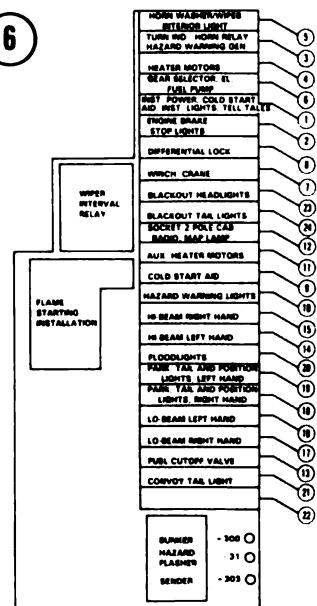 6
HORN WASHER/WIPER
INTERIOR LIGHT
5
TURN IND HORN RELAY
HAZARD WARNING GEN
3
HEATER MOTORS
4
GEAR SELECTOR, EL
FUEL PUMP
6
INST POWER, COLD START
AID INST LIGHTS, TELL TALES
1
ENGINE BRAKE
STOP LIGHTS
2
DIFFERENTIAL LOCK
8
WINCH CRANE
7
BLACKOUT HEADLIGHTS
23
BLACKOUT TAIL LIGHTS
24
SOCKET 2 POLE CAB
RADIO, MAP LAMP
12
AUX HEATER MOTORS
11
COLD START AID
9
HAZARD WARNING LIGHTS
10
HI-BEAM RIGHT HAND
15
HI-BEAM LEFT HAND
14
FLOODLIGHTS
20
PARK, TAIL AND POSITION
LIGHTS, LEFT HAND
19
PARK, TAIL AND POSITION
LIGHTS, RIGHT HAND
18
LO-BEAM LEFT HAND
16
LO-BEAM RIGHT HAND
17
FUEL CUTOFF VALVE
13
CONVOY TAIL LIGHT
21
22
WIPER
INTERVAL
RELAY
FLAME
STARTING
INSTALLATION
BUNKER - 308
HAZARD 31
FLASHER
SENDER - 303